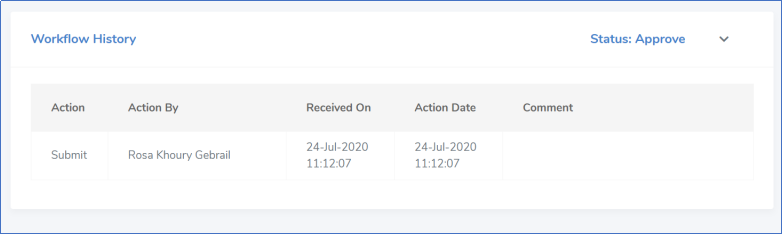 Workflow History
Status: Approve
Action Action By Received On Action Date Comment
Submit Rosa Khoury Gebrail 24-Jul-2020 24-Jul-2020
11:12:07 11:12:07